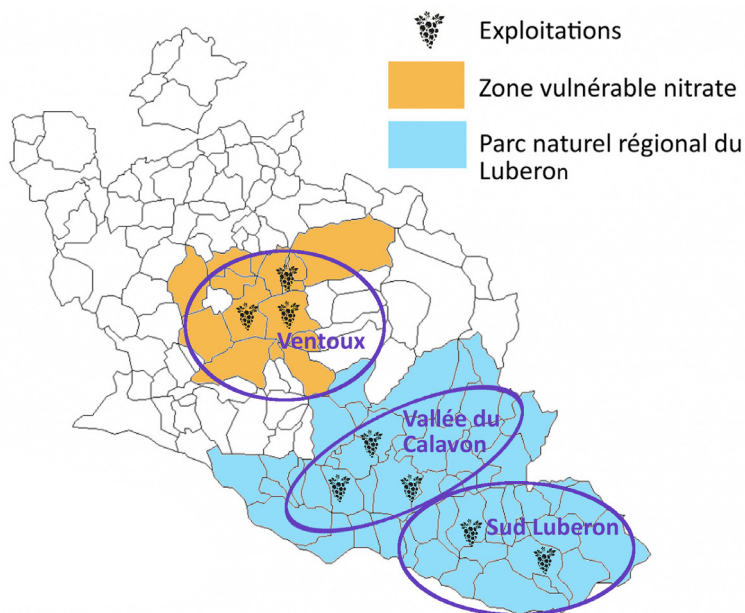 Exploitations
Zone vulnérable nitrate
Parc naturel régional du
Luberon
Ventoux
Vallée du
Calavon
Sud Luberon